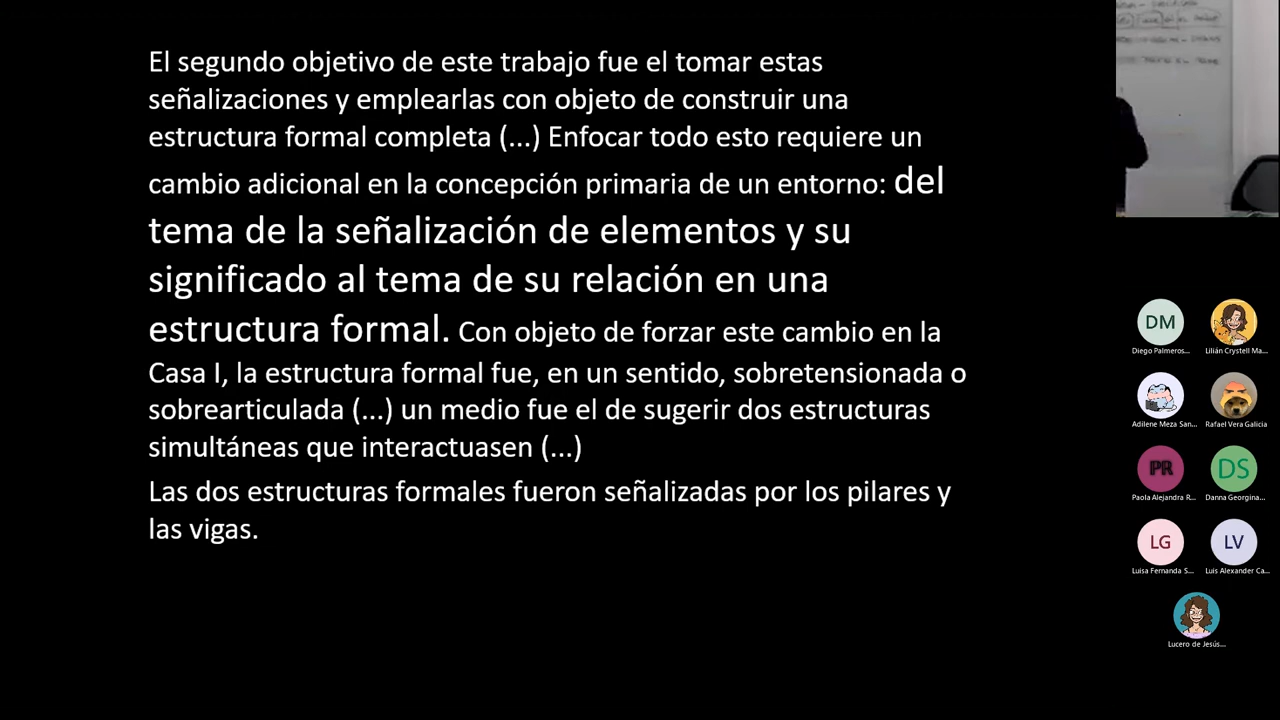 El segundo objetivo de este trabajo fue el tomar estas
señalizaciones y emplearlas con objeto de construir una
estructura formal completa (...) Enfocar todo esto requiere un
cambio adicional en la concepción primaria de un entorno: del
tema de la señalización de elementos y su
significado al tema de su relación en una
estructura formal. Con objeto de forzar este cambio en la
Casa I, la estructura formal fue, en un sentido, sobretensionada o
sobrearticulada (...) un medio fue el de sugerir dos estructuras
simultáneas que interactuasen (...)
Las dos estructuras formales fueron señalizadas por los pilares y
las vigas.
DM
Diego Palmeros...
Lilián Crystell Ma...
Adilene Meza San...
Rafael Vera Galicia
PR
DS
Paola Alejandra R...
Danna Georgina...
LG
LV
Luisa Fernanda S...
Luis Alexander Ca...
Lucero de Jesús...